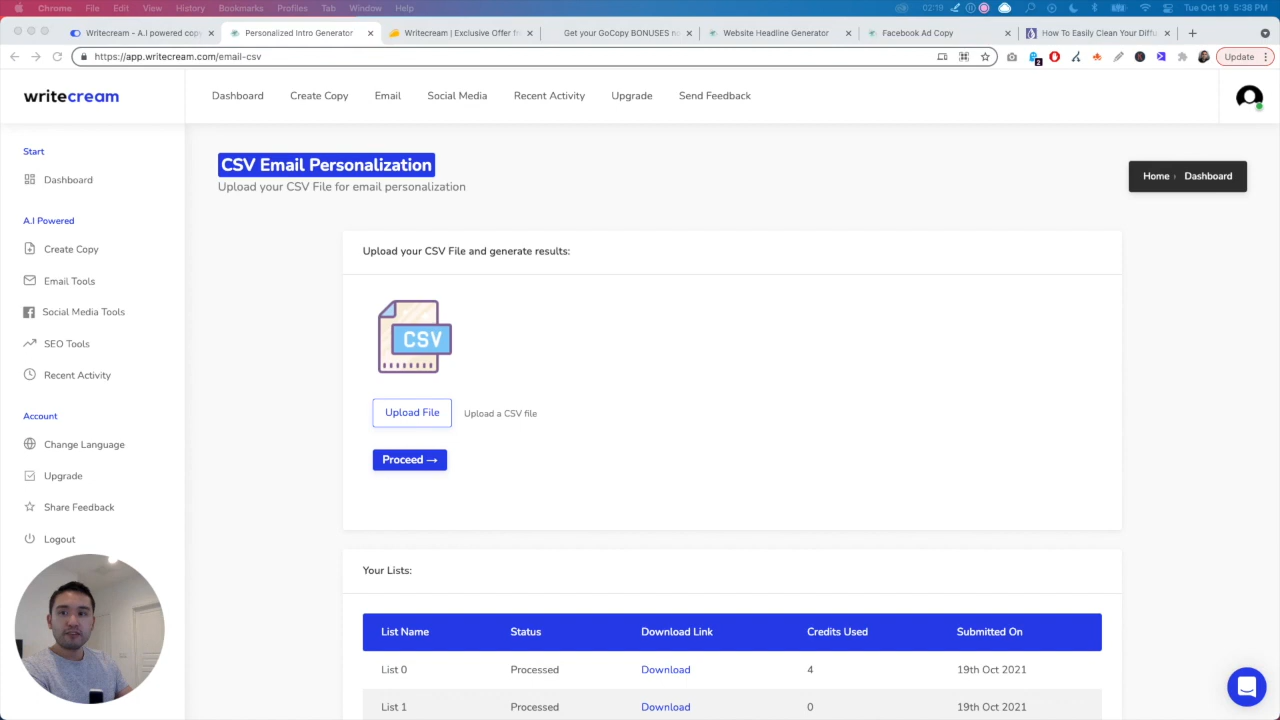 Chrome File Edit View History Bookmarks Profiles Tab Window Help 02:19 Tue Oct 19 5:38 PM
Writecream - A.I powered copy Personalized Intro Generator Writecream | Exclusive Offer fr Get your GoCopy BONUSES no Website Headline Generator Facebook Ad Copy How To Easily Clean Your Diffu
https://app.writecream.com/email-csv 2 Update
writecream
Dashboard Create Copy Email Social Media Recent Activity Upgrade Send Feedback
Start
Dashboard
A.I Powered
Create Copy
Email Tools
Social Media Tools
SEO Tools
Recent Activity
Account
Change Language
Upgrade
Share Feedback
Logout
CSV Email Personalization
Upload your CSV File for email personalization
Home › Dashboard
Upload your CSV File and generate results:
CSV
Upload File Upload a CSV file
Proceed →
Your Lists:
List Name Status Download Link Credits Used Submitted On
List 0 Processed Download 4 19th Oct 2021
List 1 Processed Download 0 19th Oct 2021